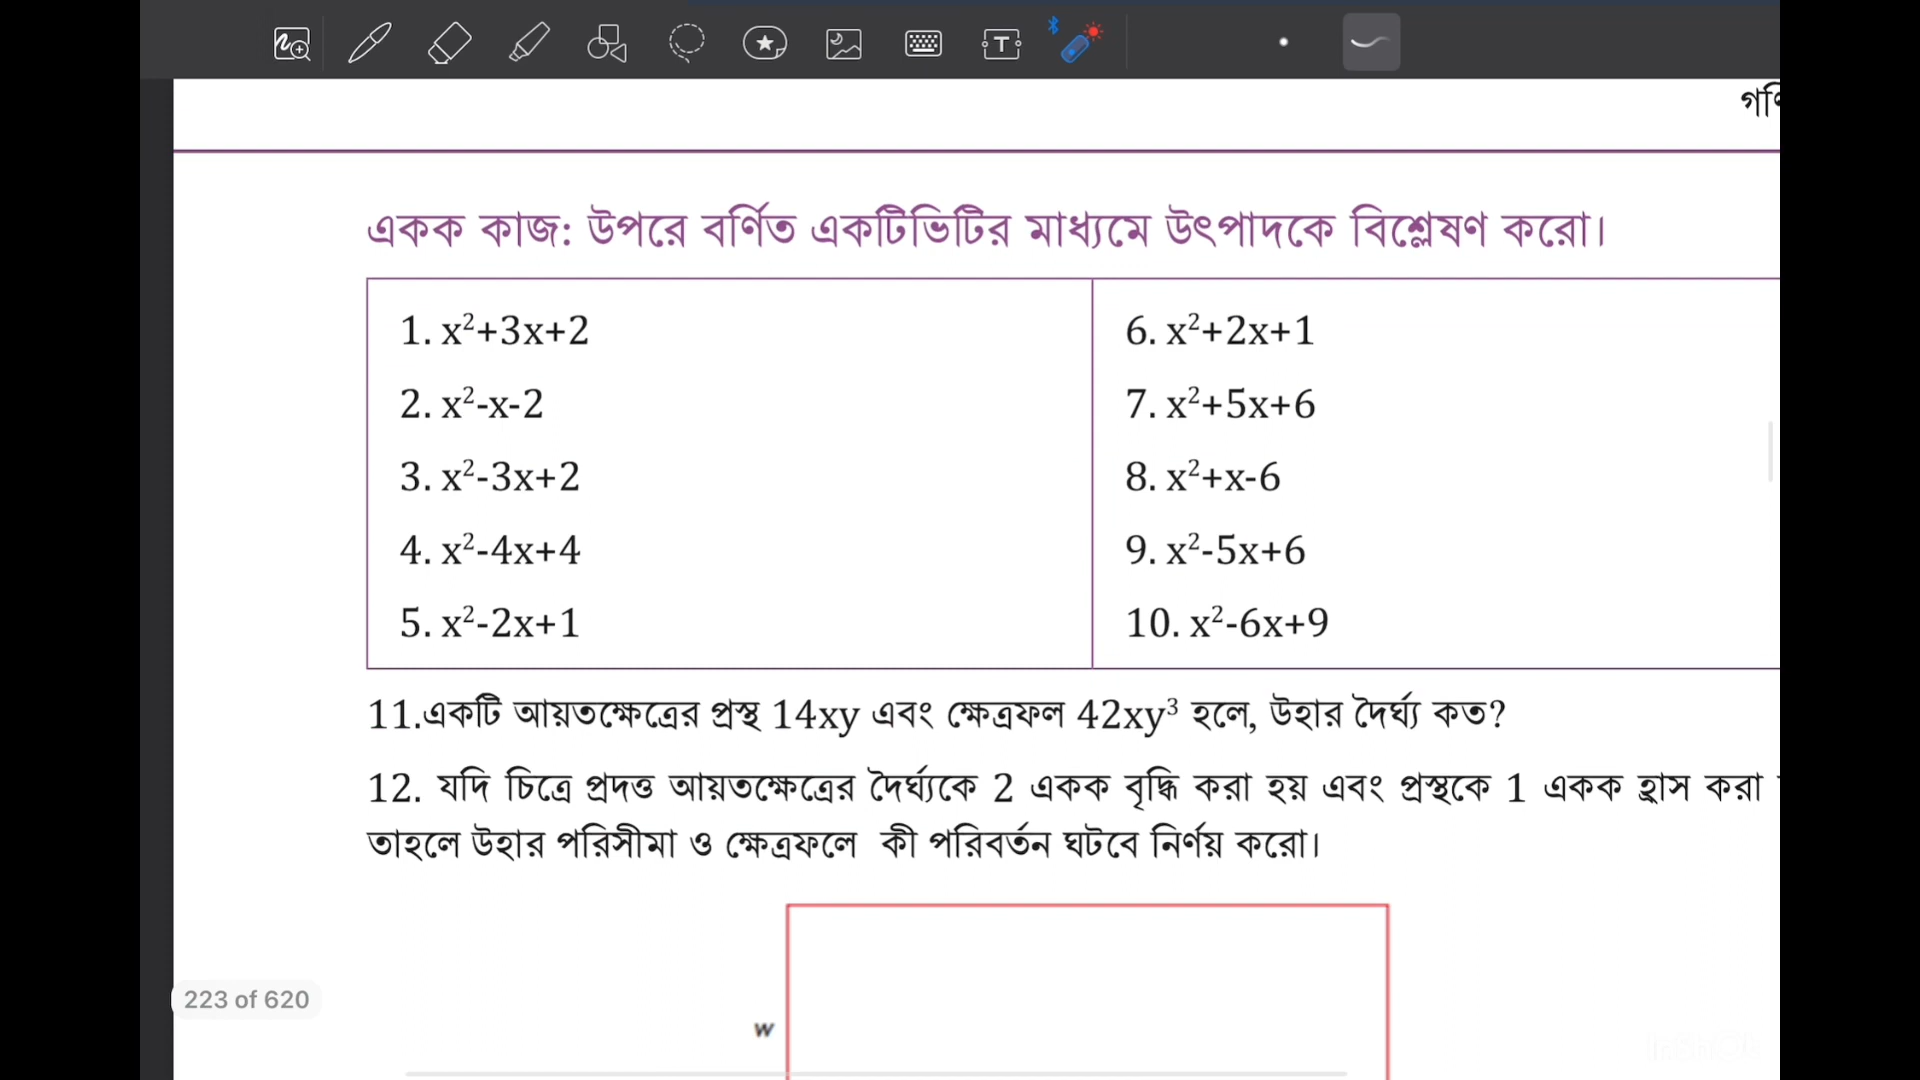 গণি
একক কাজ: উপরে বর্ণিত একটিভিটির মাধ্যমে উৎপাদকে বিশ্লেষণ করো।
1. x²+3x+2
2. x²-x-2
3. x²-3x+2
4. x²-4x+4
5. x²-2x+1
6. x²+2x+1
7. x²+5x+6
8. x²+x-6
9. x²-5x+6
10. x²-6x+9
11.একটি আয়তক্ষেত্রের প্রস্থ 14xy এবং ক্ষেত্রফল 42xy³ হলে, উহার দৈর্ঘ্য কত?
12. যদি চিত্রে প্রদত্ত আয়তক্ষেত্রের দৈর্ঘ্যকে 2 একক বৃদ্ধি করা হয় এবং প্রস্থকে 1 একক হ্রাস করা
তাহলে উহার পরিসীমা ও ক্ষেত্রফলে কী পরিবর্তন ঘটবে নির্ণয় করো।
w
223 of 620